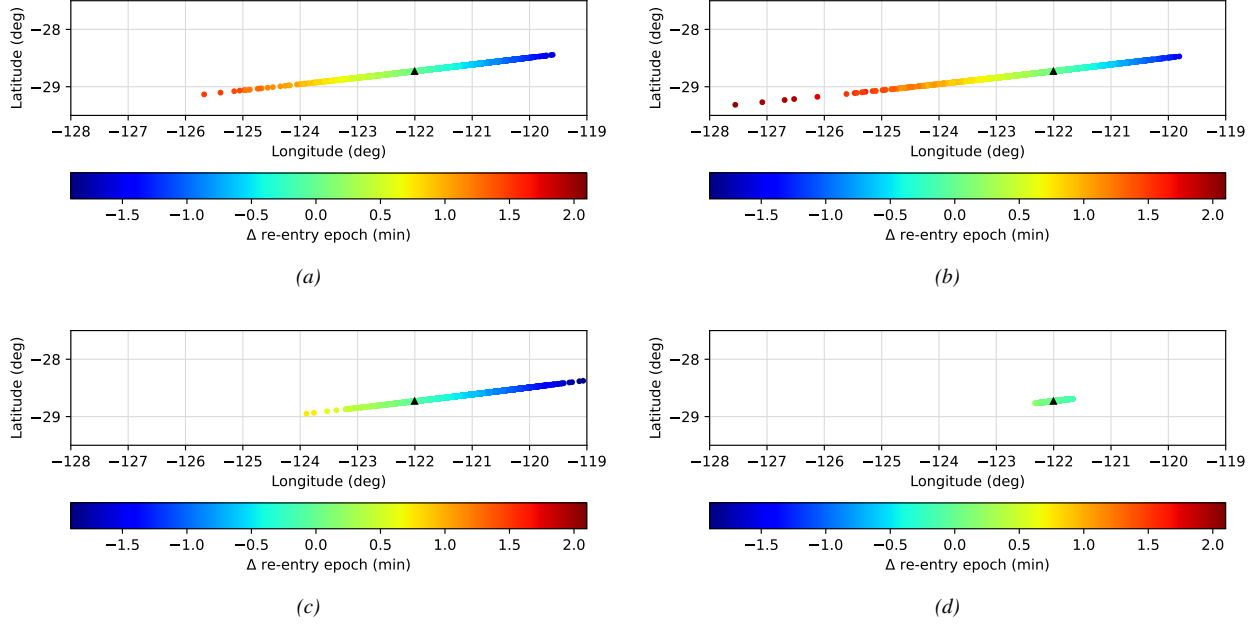 Latitude (deg)
−28
−29
−128 −127 −126 −125 −124 −123 −122 −121 −120 −119
Longitude (deg)
−1.5 −1.0 −0.5 0.0 0.5 1.0 1.5 2.0
Δ re-entry epoch (min)
(a)
Latitude (deg)
−28
−29
−128 −127 −126 −125 −124 −123 −122 −121 −120 −119
Longitude (deg)
−1.5 −1.0 −0.5 0.0 0.5 1.0 1.5 2.0
Δ re-entry epoch (min)
(b)
Latitude (deg)
−28
−29
−128 −127 −126 −125 −124 −123 −122 −121 −120 −119
Longitude (deg)
−1.5 −1.0 −0.5 0.0 0.5 1.0 1.5 2.0
Δ re-entry epoch (min)
(c)
Latitude (deg)
−28
−29
−128 −127 −126 −125 −124 −123 −122 −121 −120 −119
Longitude (deg)
−1.5 −1.0 −0.5 0.0 0.5 1.0 1.5 2.0
Δ re-entry epoch (min)
(d)